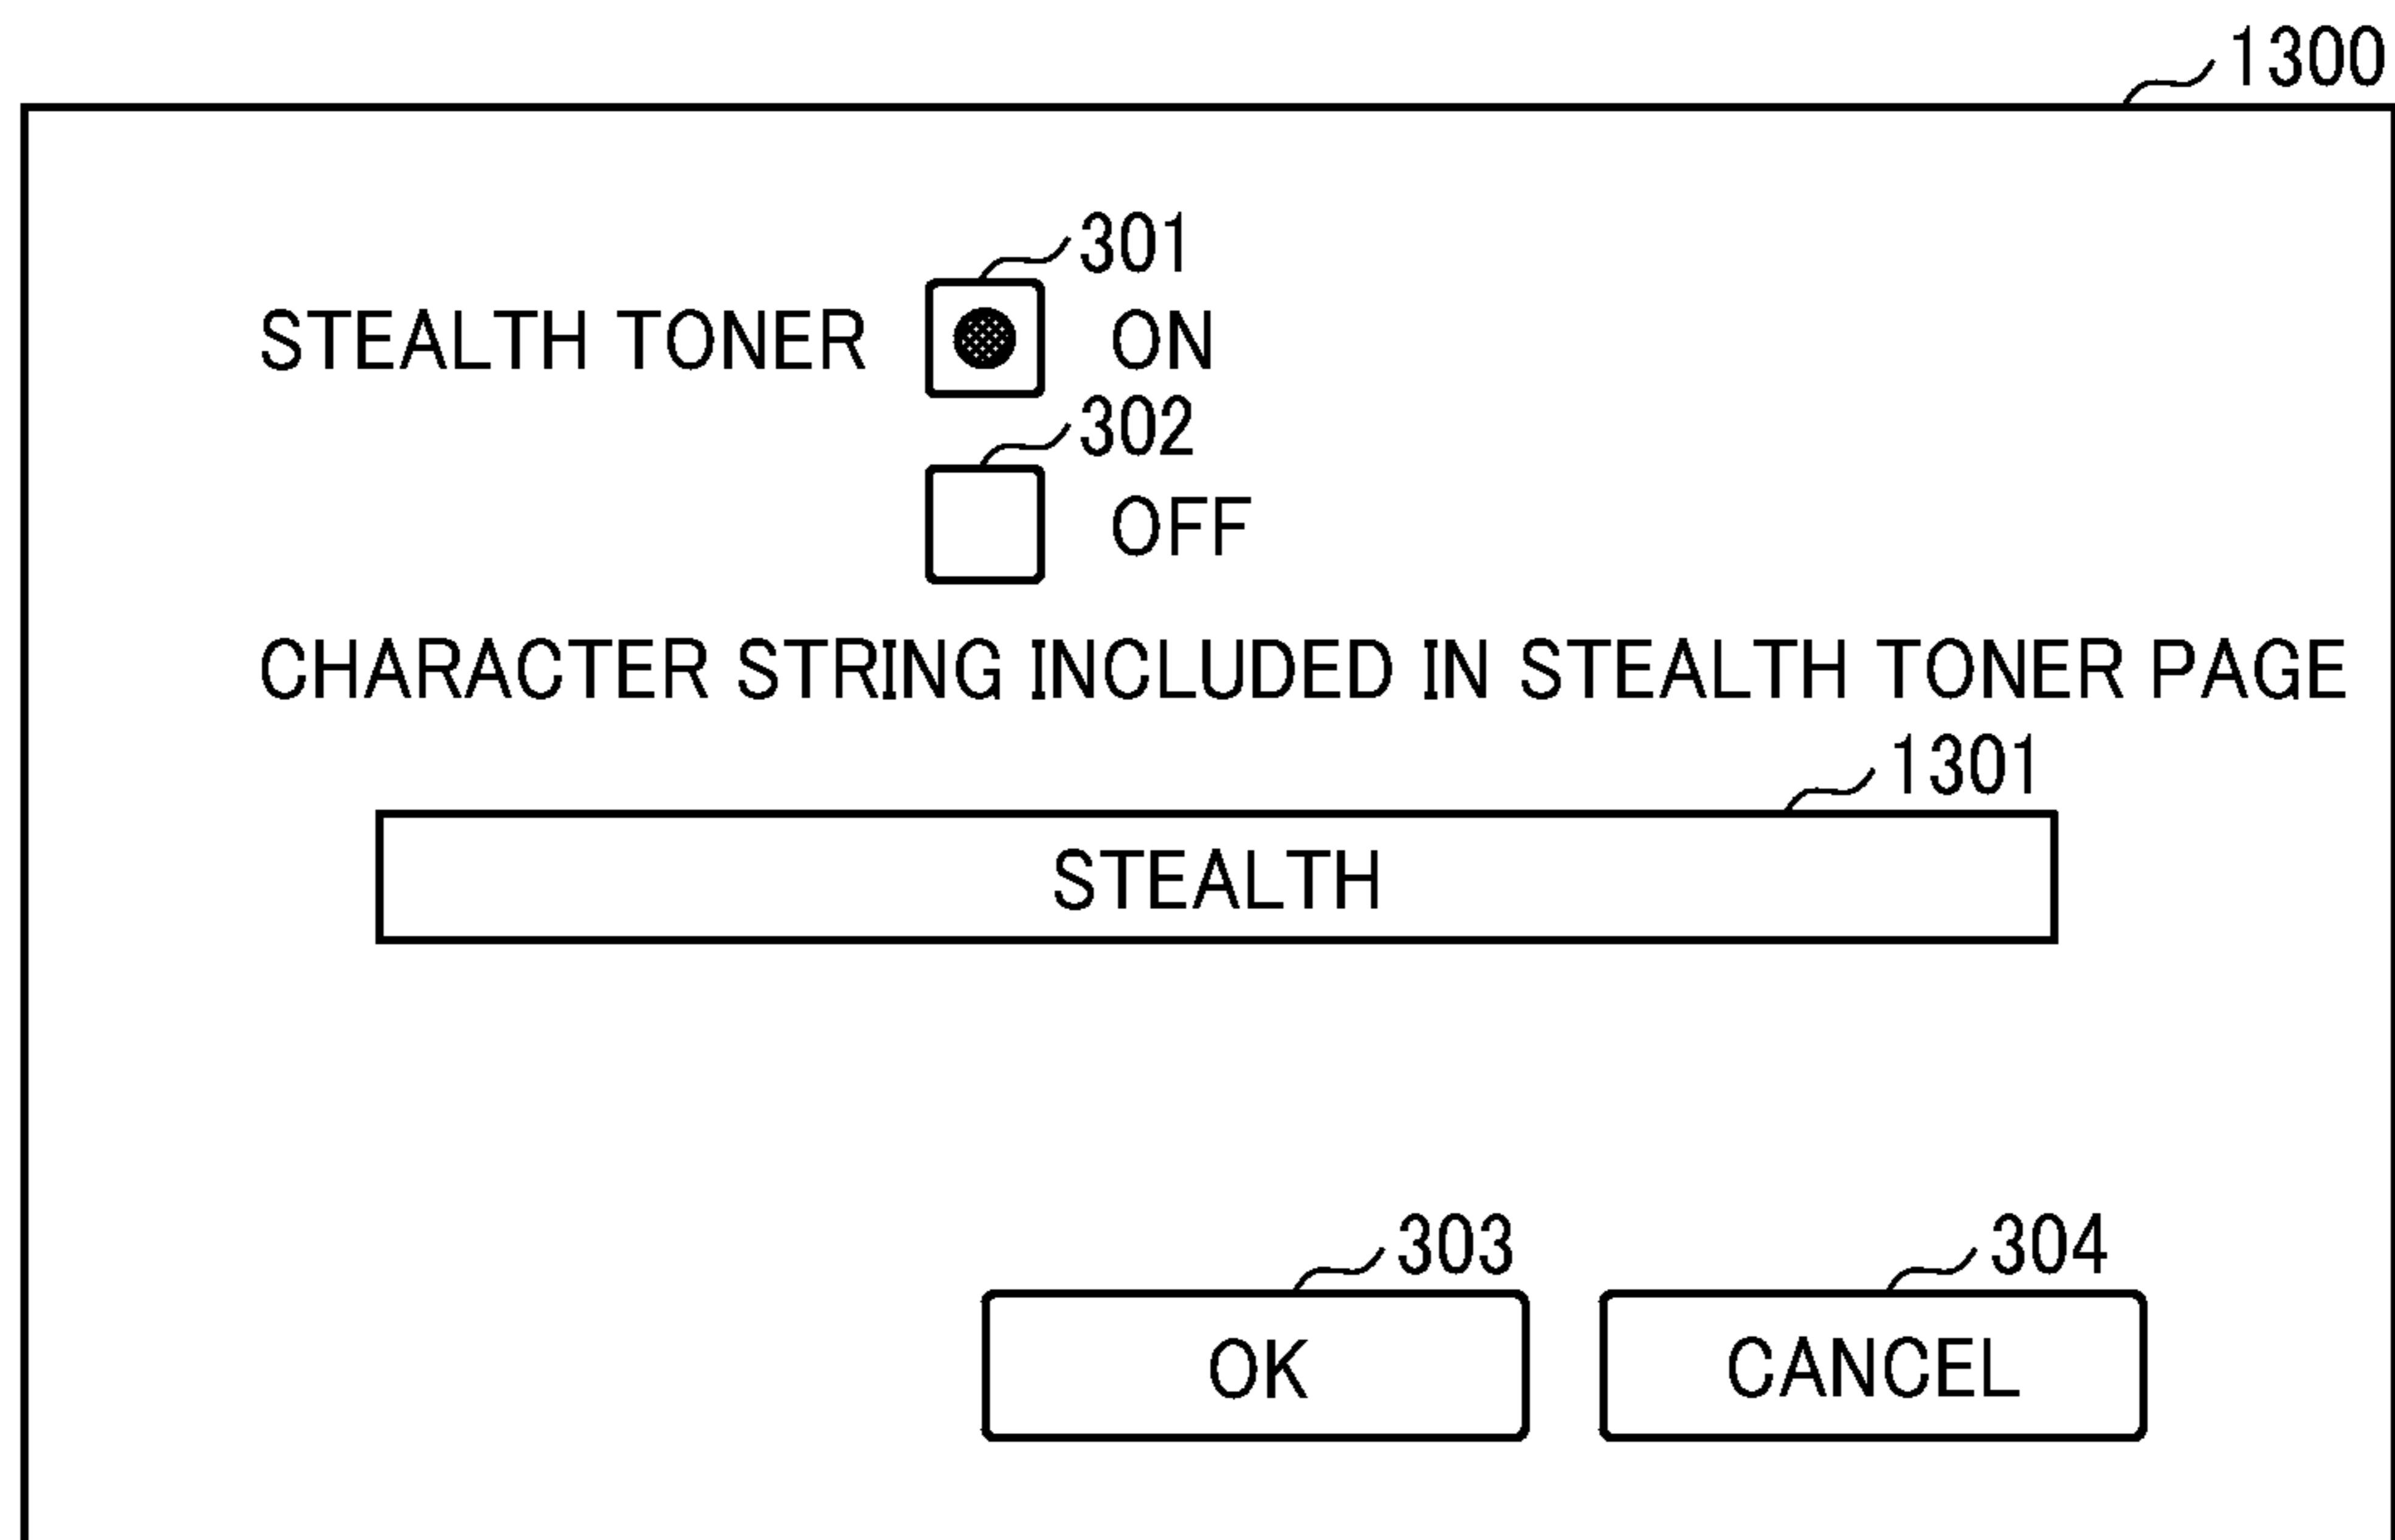 1300
301
STEALTH TONER ON
302
OFF
CHARACTER STRING INCLUDED IN STEALTH TONER PAGE
1301
STEALTH
303 304
OK CANCEL